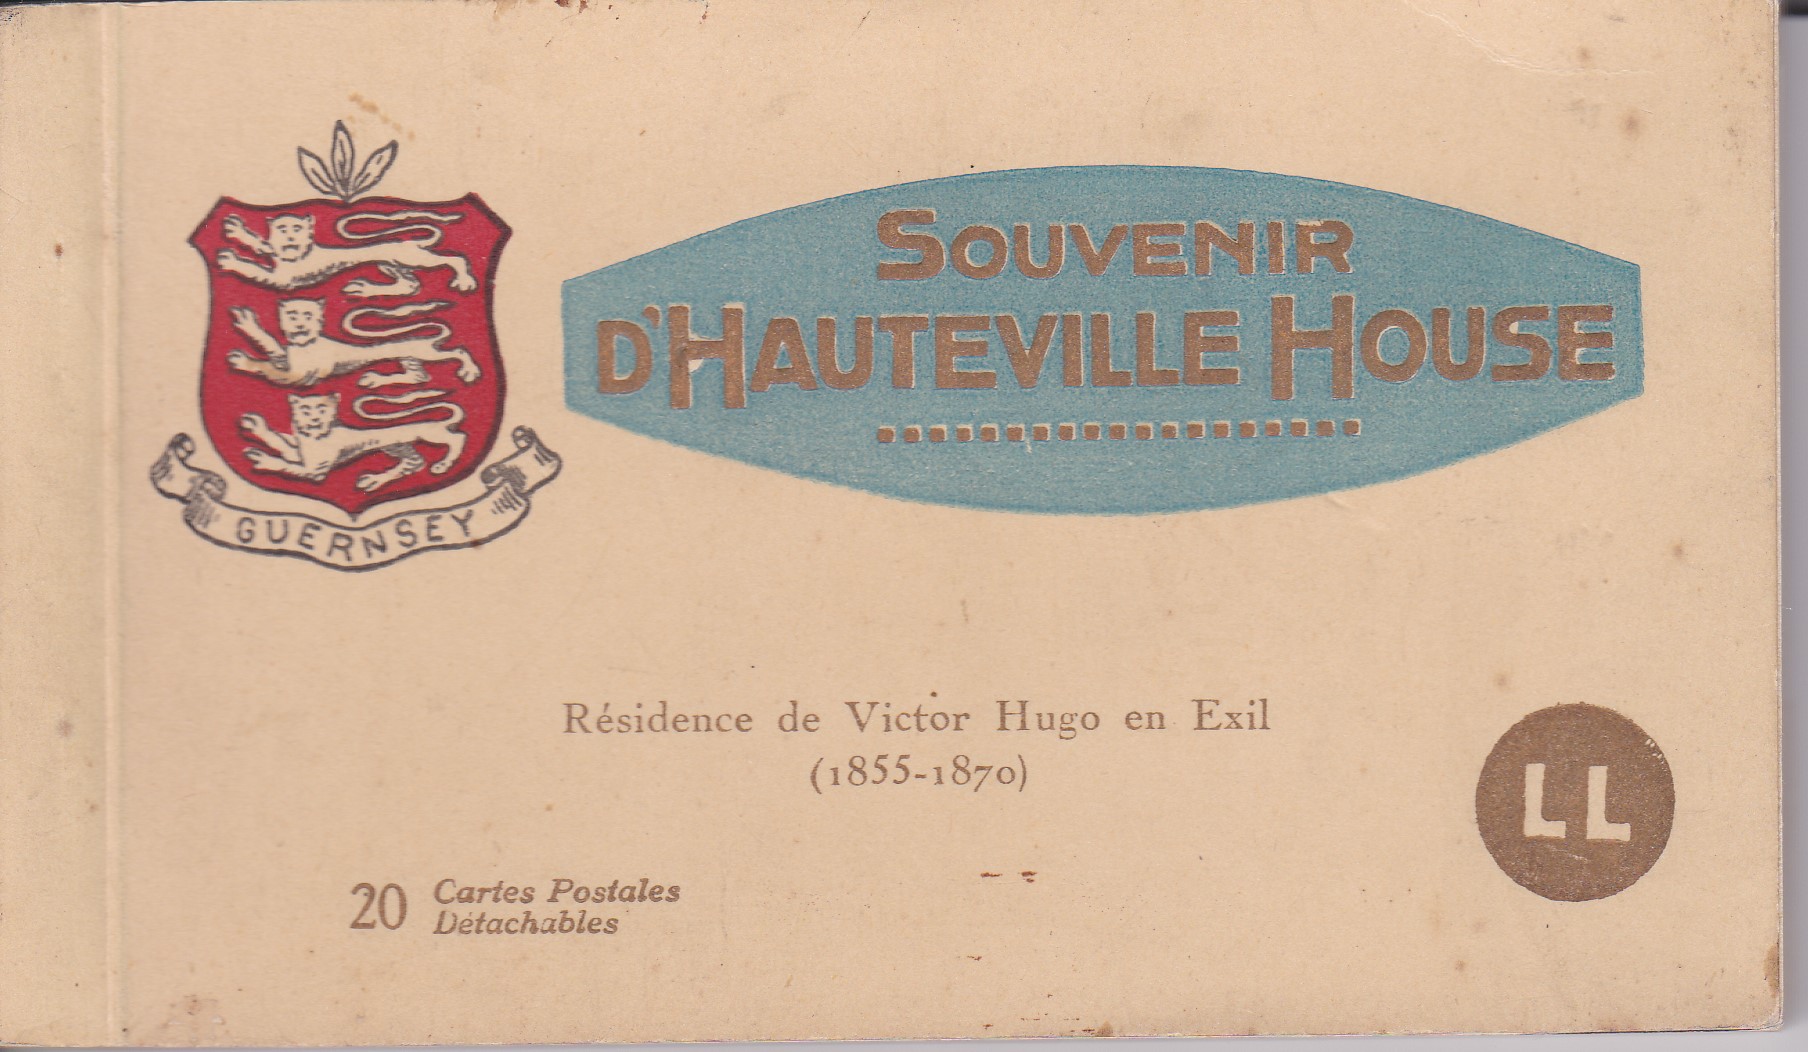 GUERNSEY
SOUVENIR
D'HAUTEVILLE HOUSE
Résidence de Victor Hugo en Exil
(1855-1870)
LL
20 Cartes Postales
Détachables